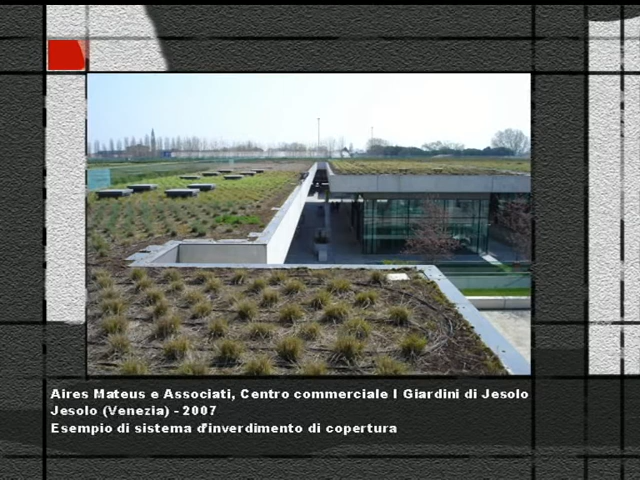 Aires Mateus e Associati, Centro commerciale I Giardini di Jesolo
Jesolo (Venezia) - 2007
Esempio di sistema d'inverdimento di copertura